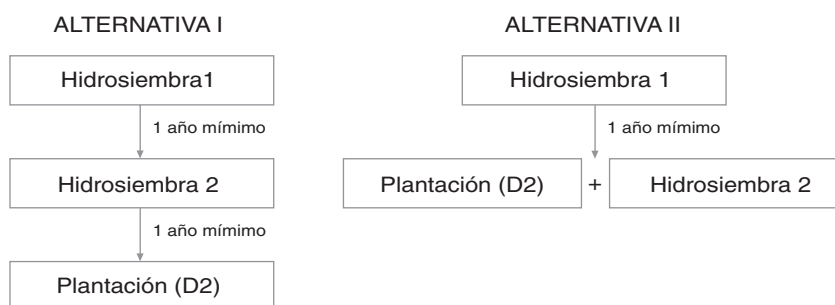 ALTERNATIVA I
Hidrosiembra1
1 año mímimo
Hidrosiembra 2
1 año mímimo
Plantación (D2)
ALTERNATIVA II
Hidrosiembra 1
1 año mímimo
Plantación (D2) + Hidrosiembra 2